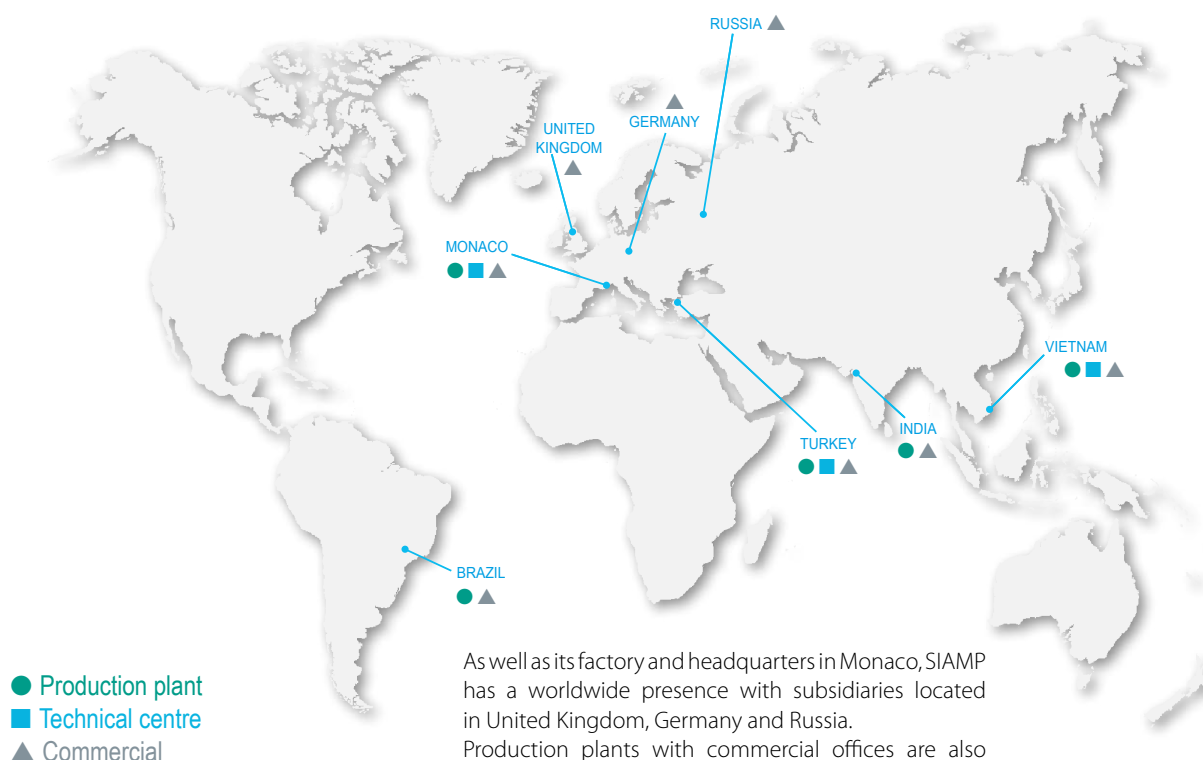 RUSSIA
GERMANY
UNITED
KINGDOM
MONACO
VIETNAM
INDIA
TURKEY
BRAZIL
Production plant
Technical centre
Commercial
As well as its factory and headquarters in Monaco, SIAMP
has a worldwide presence with subsidiaries located
in United Kingdom, Germany and Russia.
Production plants with commercial offices are also